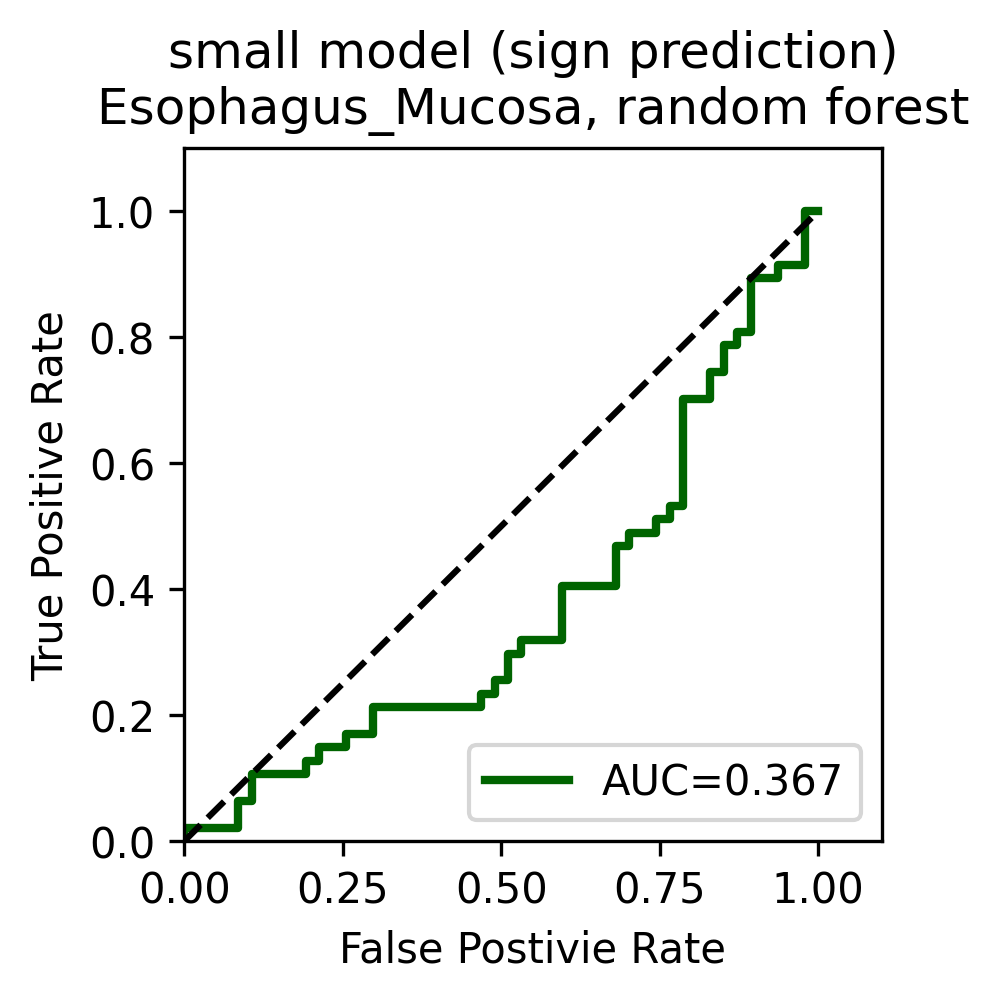 small model (sign prediction)
Esophagus_Mucosa, random forest
True Positive Rate
1.0
0.8
0.6
0.4
0.2
0.0
AUC=0.367
0.00 0.25 0.50 0.75 1.00
False Postivie Rate